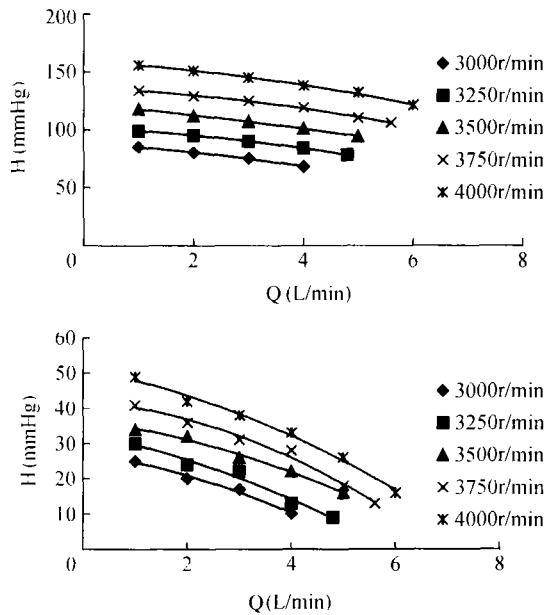 200
150
100
50
0
2
4
6
8
H (mmHg)
Q (L/min)
3000r/min
3250r/min
3500r/min
3750r/min
4000r/min
60
50
40
30
20
10
0
2
4
6
8
H (mmHg)
Q (L/min)
3000r/min
3250r/min
3500r/min
3750r/min
4000r/min